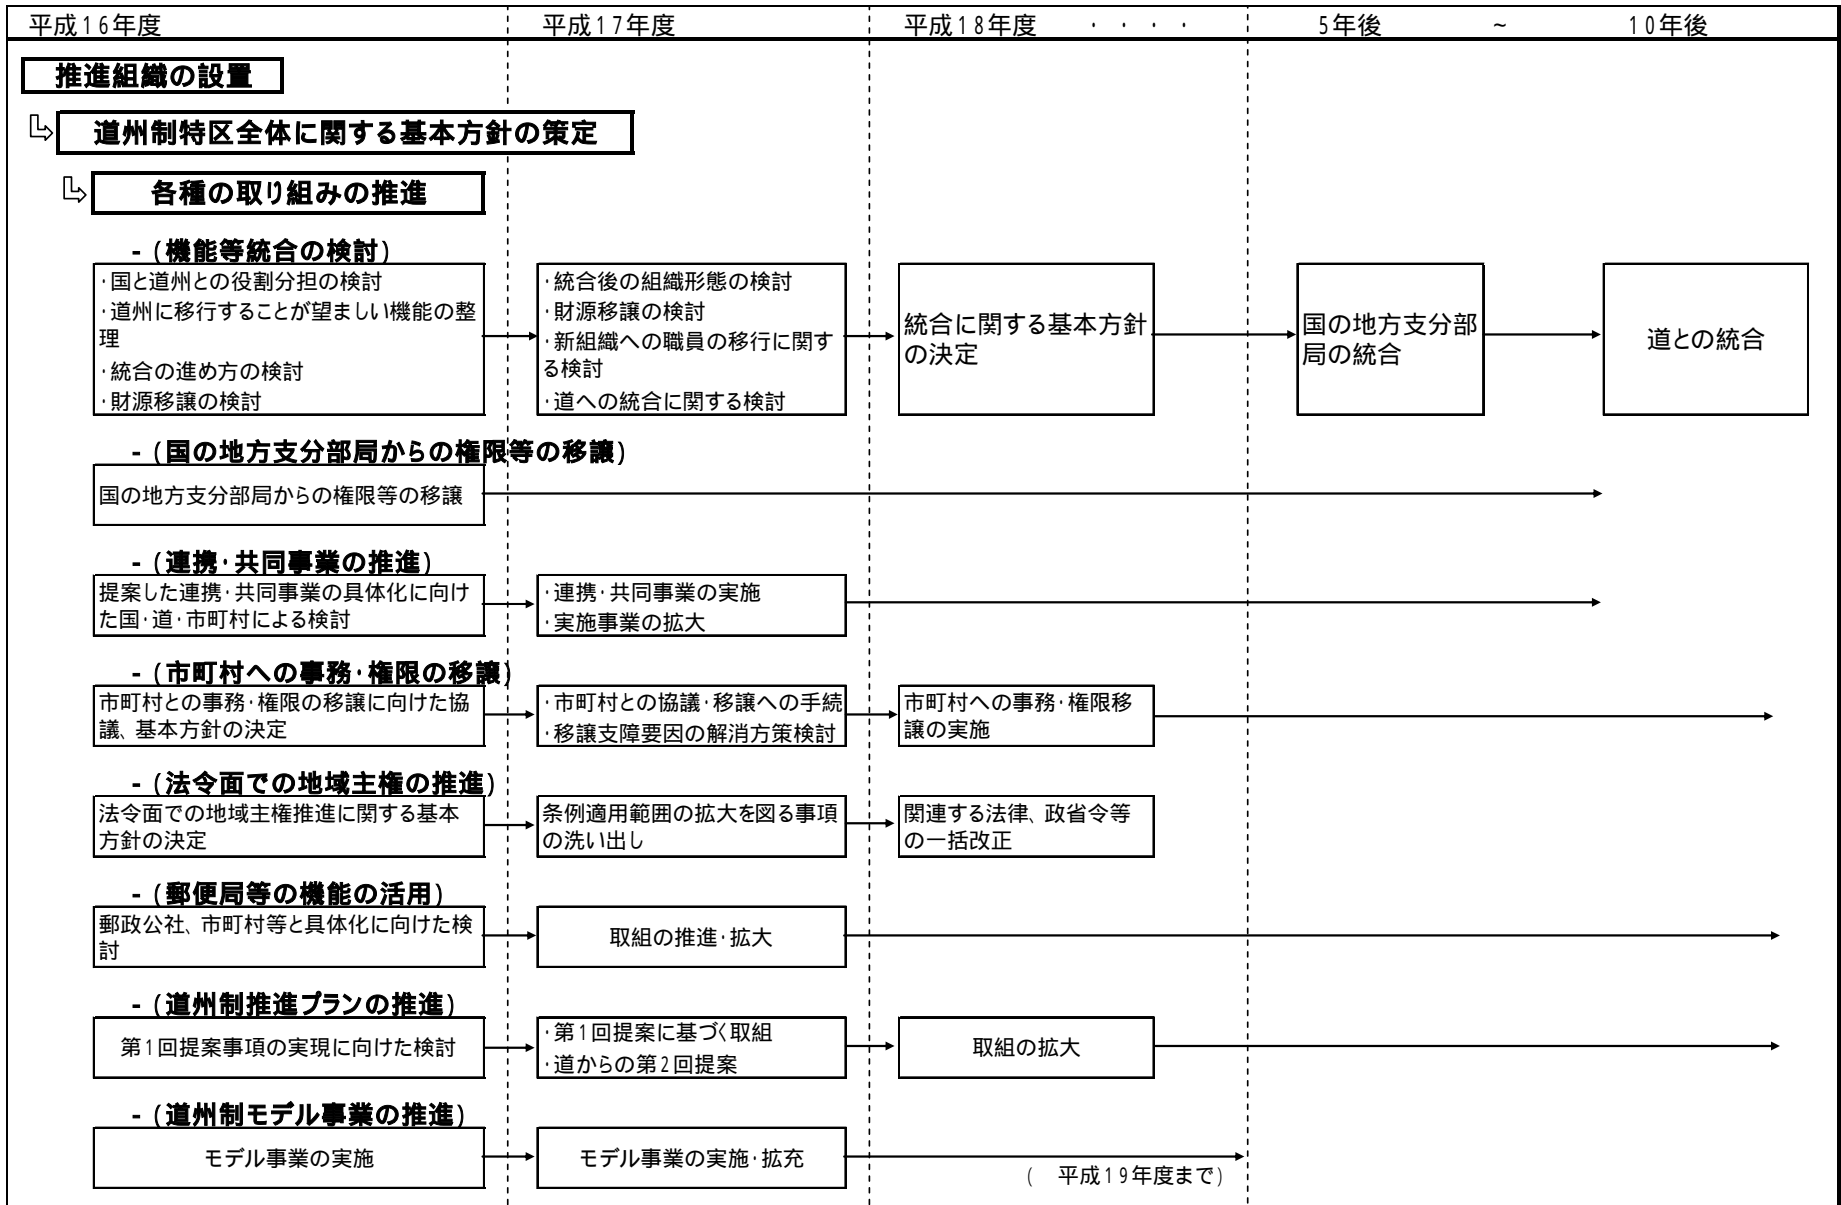 平成16年度
平成17年度
平成18年度 ・・・・
5年後 ~ 10年後
推進組織の設置
道州制特区全体に関する基本方針の策定
各種の取り組みの推進
-(機能等統合の検討)
・国と道州との役割分担の検討
・道州に移行することが望ましい機能の整
理
・統合の進め方の検討
・財源移譲の検討
・統合後の組織形態の検討
・財源移譲の検討
・新組織への職員の移行に関す
る検討
・道への統合に関する検討
統合に関する基本方針
の決定
国の地方支分部
局の統合
道との統合
-(国の地方支分部局からの権限等の移譲)
国の地方支分部局からの権限等の移譲
-(連携・共同事業の推進)
提案した連携・共同事業の具体化に向け
た国・道・市町村による検討
・連携・共同事業の実施
・実施事業の拡大
-(市町村への事務・権限の移譲)
市町村との事務・権限の移譲に向けた協
議、基本方針の決定
・市町村との協議・移譲への手続
・移譲支障要因の解消方策検討
市町村への事務・権限移
譲の実施
-(法令面での地域主権の推進)
法令面での地域主権推進に関する基本
方針の決定
条例適用範囲の拡大を図る事項
の洗い出し
関連する法律、政省令等
の一括改正
-(郵便局等の機能の活用)
郵政公社、市町村等と具体化に向けた検
討
取組の推進・拡大
-(道州制推進プランの推進)
第1回提案事項の実現に向けた検討
・第1回提案に基づく取組
・道からの第2回提案
取組の拡大
-(道州制モデル事業の推進)
モデル事業の実施
モデル事業の実施・拡充
( 平成19年度まで)